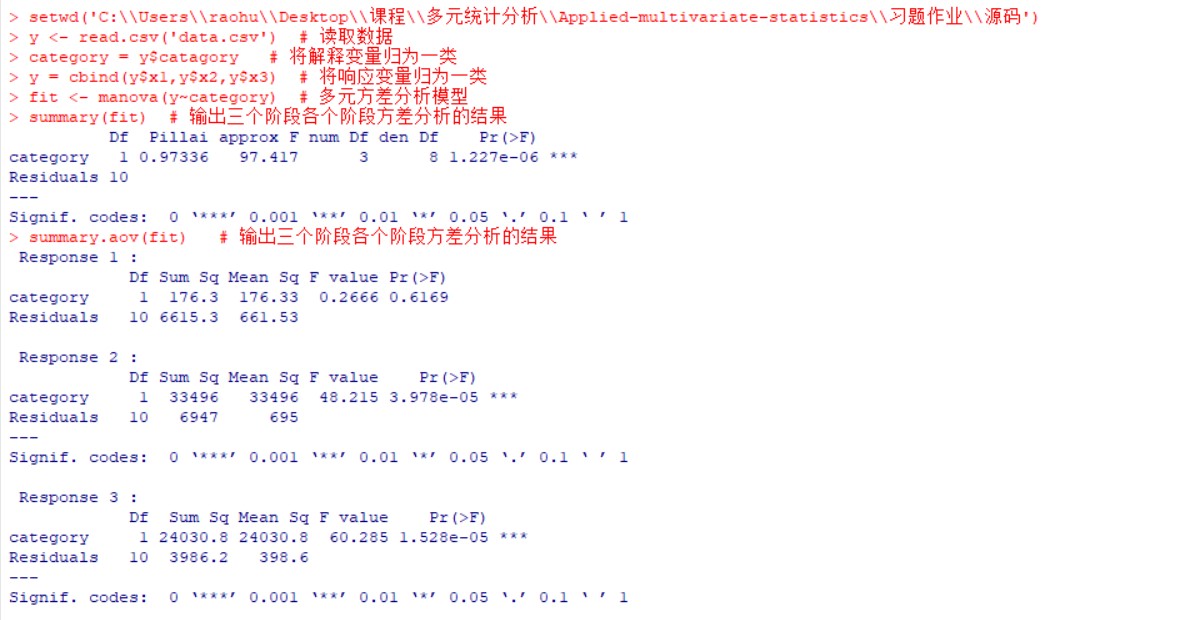 > setwd('C:\\Users\\raohu\\Desktop\\课程\\多元统计分析\\Applied-multivariate-statistics\\习题作业\\源码')
> y <- read.csv('data.csv')  # 读取数据
> category = y$catagory   # 将解释变量归为一类
> y = cbind(y$x1,y$x2,y$x3)  # 将响应变量归为一类
> fit <- manova(y~category)  # 多元方差分析模型
> summary(fit)  # 输出三个阶段各个阶段方差分析的结果
          Df  Pillai approx F num Df den Df    Pr(>F)
category   1 0.97336   97.417      3      8 1.227e-06 ***
Residuals 10
---
Signif. codes:  0 ‘***’ 0.001 ‘**’ 0.01 ‘*’ 0.05 ‘.’ 0.1 ‘ ’ 1
> summary.aov(fit)   # 输出三个阶段各个阶段方差分析的结果
 Response 1 :
            Df Sum Sq Mean Sq F value Pr(>F)
category     1  176.3  176.33  0.2666 0.6169
Residuals   10 6615.3  661.53
 Response 2 :
            Df Sum Sq Mean Sq F value    Pr(>F)
category     1  33496   33496  48.215 3.978e-05 ***
Residuals   10   6947     695
---
Signif. codes:  0 ‘***’ 0.001 ‘**’ 0.01 ‘*’ 0.05 ‘.’ 0.1 ‘ ’ 1
 Response 3 :
            Df  Sum Sq Mean Sq F value    Pr(>F)
category     1 24030.8 24030.8  60.285 1.528e-05 ***
Residuals   10  3986.2   398.6
---
Signif. codes:  0 ‘***’ 0.001 ‘**’ 0.01 ‘*’ 0.05 ‘.’ 0.1 ‘ ’ 1